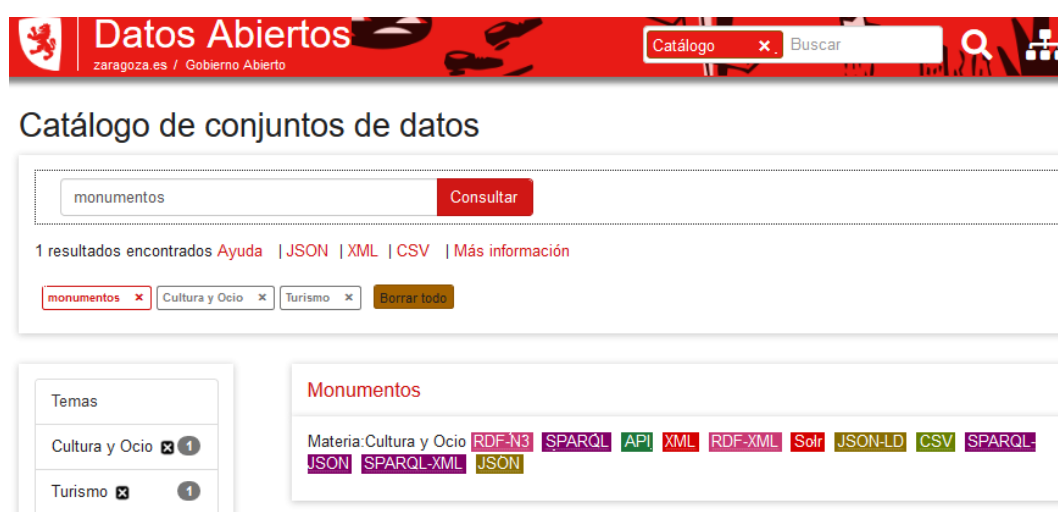 Datos Abiertos
zaragoza.es / Gobierno Abierto
Catálogo × Buscar
Catálogo de conjuntos de datos
monumentos Consultar
1 resultados encontrados Ayuda | JSON | XML | CSV | Más información
monumentos × Cultura y Ocio × Turismo × Borrar todo
Temas
Cultura y Ocio 1
Turismo 1
Monumentos
Materia:Cultura y Ocio RDF-N3 SPARQL API XML RDF-XML Solr JSON-LD CSV SPARQL-
JSON SPARQL-XML JSON